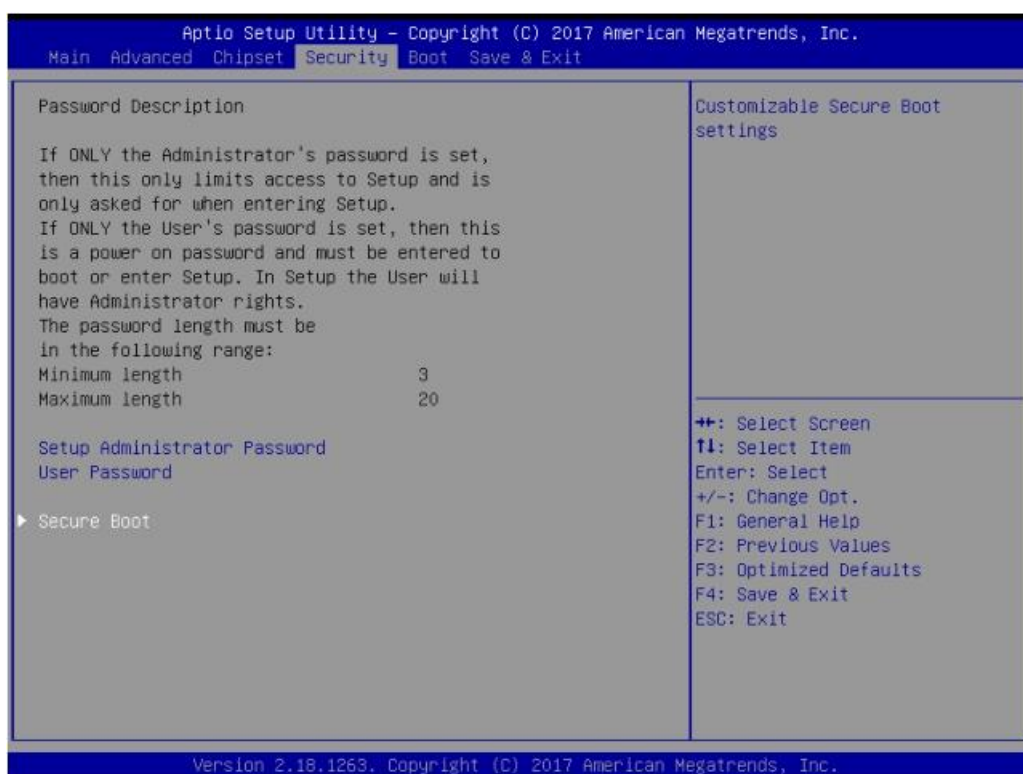 Aptio Setup Utility – Copyright (C) 2017 American Megatrends, Inc.
Main Advanced Chipset Security Boot Save & Exit
Password Description
If ONLY the Administrator's password is set,
then this only limits access to Setup and is
only asked for when entering Setup.
If ONLY the User's password is set, then this
is a power on password and must be entered to
boot or enter Setup. In Setup the User will
have Administrator rights.
The password length must be
in the following range:
Minimum length 3
Maximum length 20
Setup Administrator Password
User Password
Secure Boot
Customizable Secure Boot
settings
→←: Select Screen
↑↓: Select Item
Enter: Select
+/-: Change Opt.
F1: General Help
F2: Previous Values
F3: Optimized Defaults
F4: Save & Exit
ESC: Exit
Version 2.18.1263. Copyright (C) 2017 American Megatrends, Inc.